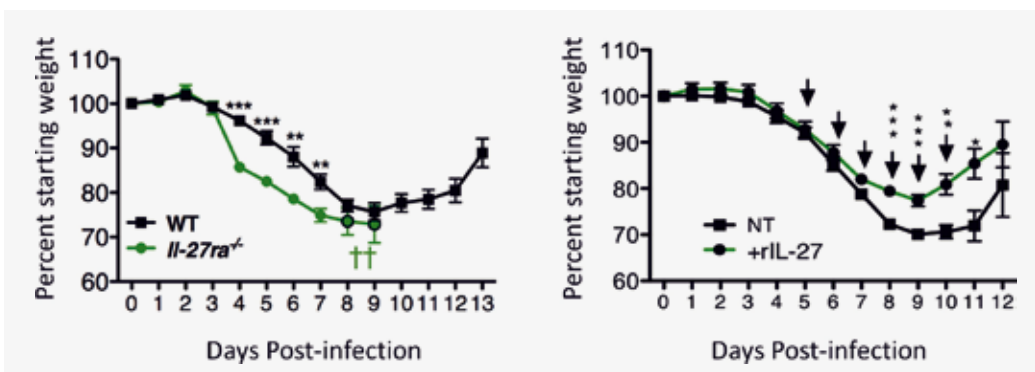 Percent starting weight
110
100
90
80
70
60
***
***
**
**
WT
Il-27ra-/-
††
0 1 2 3 4 5 6 7 8 9 10 11 12 13
Days Post-infection
Percent starting weight
110
100
90
80
70
60
***
***
**
*
NT
+rIL-27
0 1 2 3 4 5 6 7 8 9 10 11 12
Days Post-infection